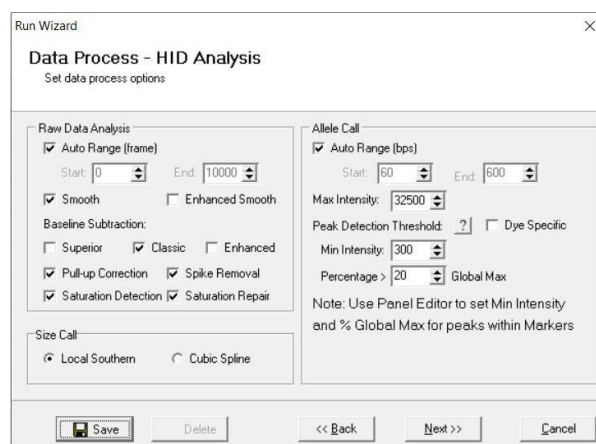 Run Wizard
Data Process - HID Analysis
Set data process options
Raw Data Analysis
Auto Range (frame)
Start: 0 End: 10000
Smooth Enhanced Smooth
Baseline Subtraction:
Superior Classic Enhanced
Pull-up Correction Spike Removal
Saturation Detection Saturation Repair
Size Call
Local Southern Cubic Spline
Allele Call
Auto Range (bps)
Start: 60 End: 600
Max Intensity: 32500
Peak Detection Threshold: ? Dye Specific
Min Intensity: 300
Percentage > 20 Global Max
Note: Use Panel Editor to set Min Intensity
and % Global Max for peaks within Markers
Save Delete << Back Next >> Cancel